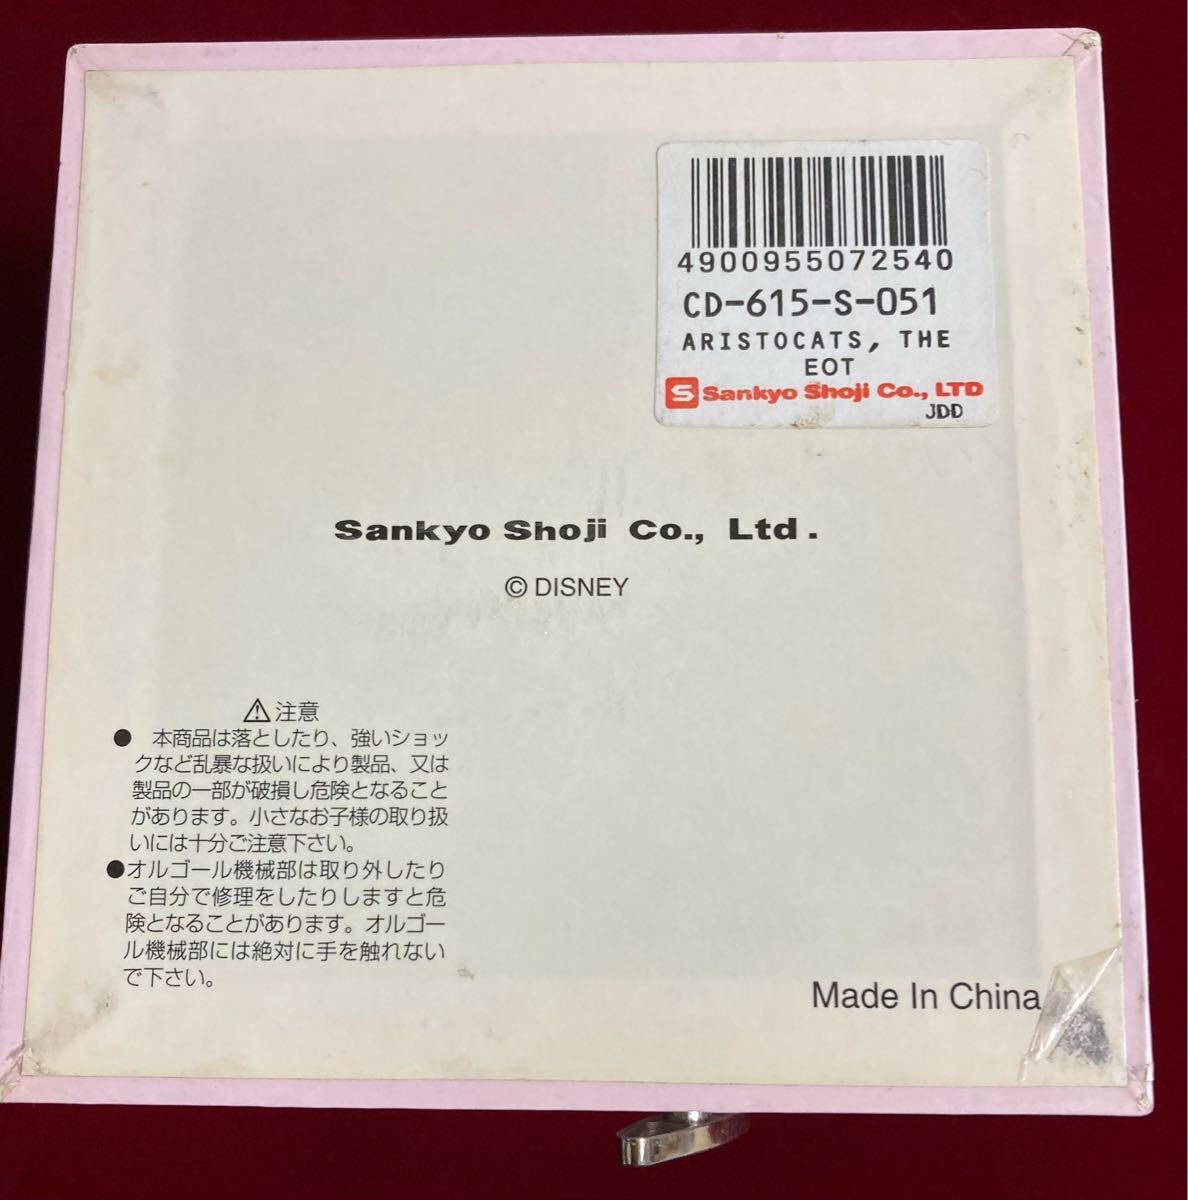 4900955072540
CD-615-S-051
ARISTOCATS, THE
EOT
S Sankyo Shoji Co., LTD
JDD
Sankyo Shoji Co., Ltd.
© DISNEY
⚠注意
● 本商品は落としたり、強いショッ
クなど乱暴な扱いにより製品、又は
製品の一部が破損し危険となること
があります。小さなお子様の取り扱
いには十分ご注意下さい。
●オルゴール機械部は取り外したり
ご自分で修理をしたりしますと危
険となることがあります。オルゴー
ル機械部には絶対に手を触れない
で下さい。
Made In China